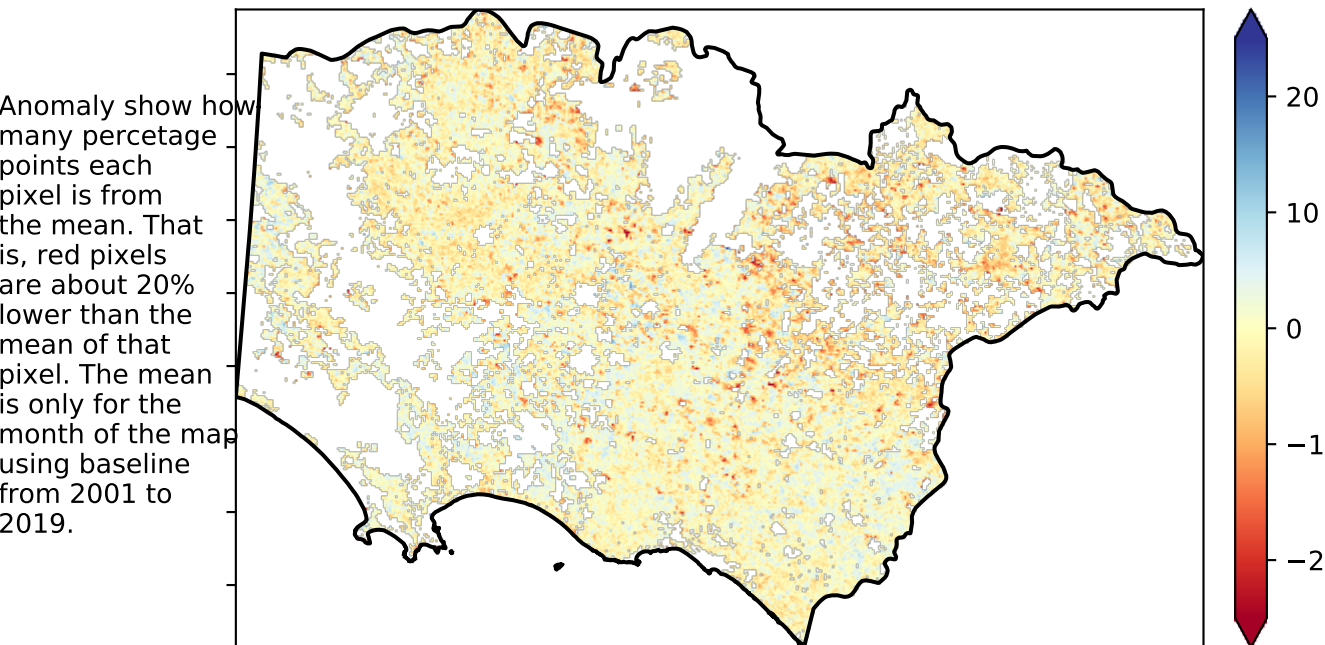 Anomaly show how
many percetage
points each
pixel is from
the mean. That
is, red pixels
are about 20%
lower than the
mean of that
pixel. The mean
is only for the
month of the map
using baseline
from 2001 to
2019.
20
10
0
−1
−2